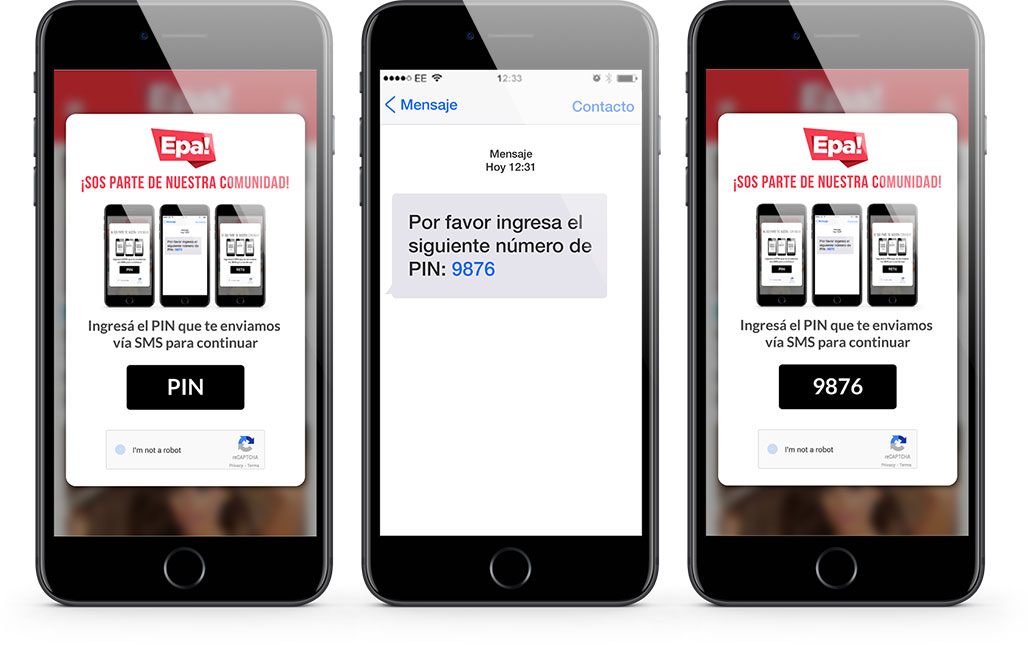 Epa!
¡SOS PARTE DE NUESTRA COMUNIDAD!
Ingresá el PIN que te enviamos
vía SMS para continuar
PIN
I'm not a robot
reCAPTCHA
Privacy - Terms
EE
12:33
Mensaje
Contacto
Mensaje
Hoy 12:31
Por favor ingresa el
siguiente número de
PIN: 9876
Epa!
¡SOS PARTE DE NUESTRA COMUNIDAD!
Ingresá el PIN que te enviamos
vía SMS para continuar
9876
I'm not a robot
reCAPTCHA
Privacy - Terms